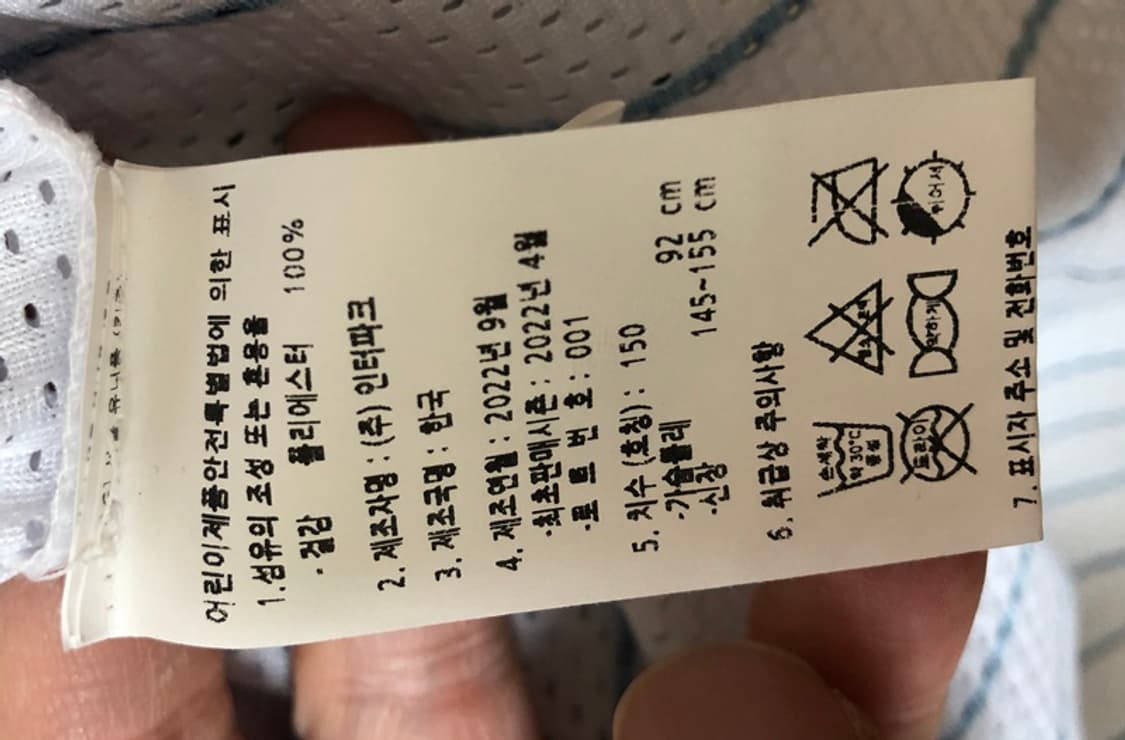 어린이제품안전특별법에 의한 표시
1. 섬유의 조성 또는 혼용율
· 겉감 폴리에스터 100%
2. 제조자명 : (주) 인터파크
3. 제조국명 : 한국
4. 제조연월 : 2022년 9월
·최초판매시즌 : 2022년 4월
·로트번호 : 001
5. 치수 (호칭) : 150
·가슴둘레 92 cm
·신장 145~155 cm
6. 취급상 주의사항
손세탁
약 30°C
중성
드라이
약하게
뉘어서
7. 표시자 주소 및 전화번호